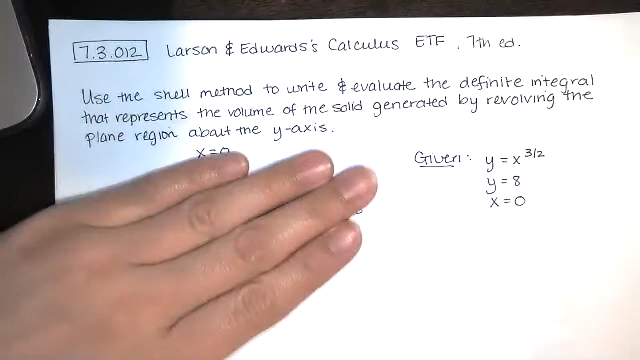 7.3.012 Larson & Edwards's Calculus ETF, 7th ed.
Use the shell method to write & evaluate the definite integral
that represents the volume of the solid generated by revolving the
plane region about the y-axis.
x=0
Given: y = x^3/2
y = 8
x = 0